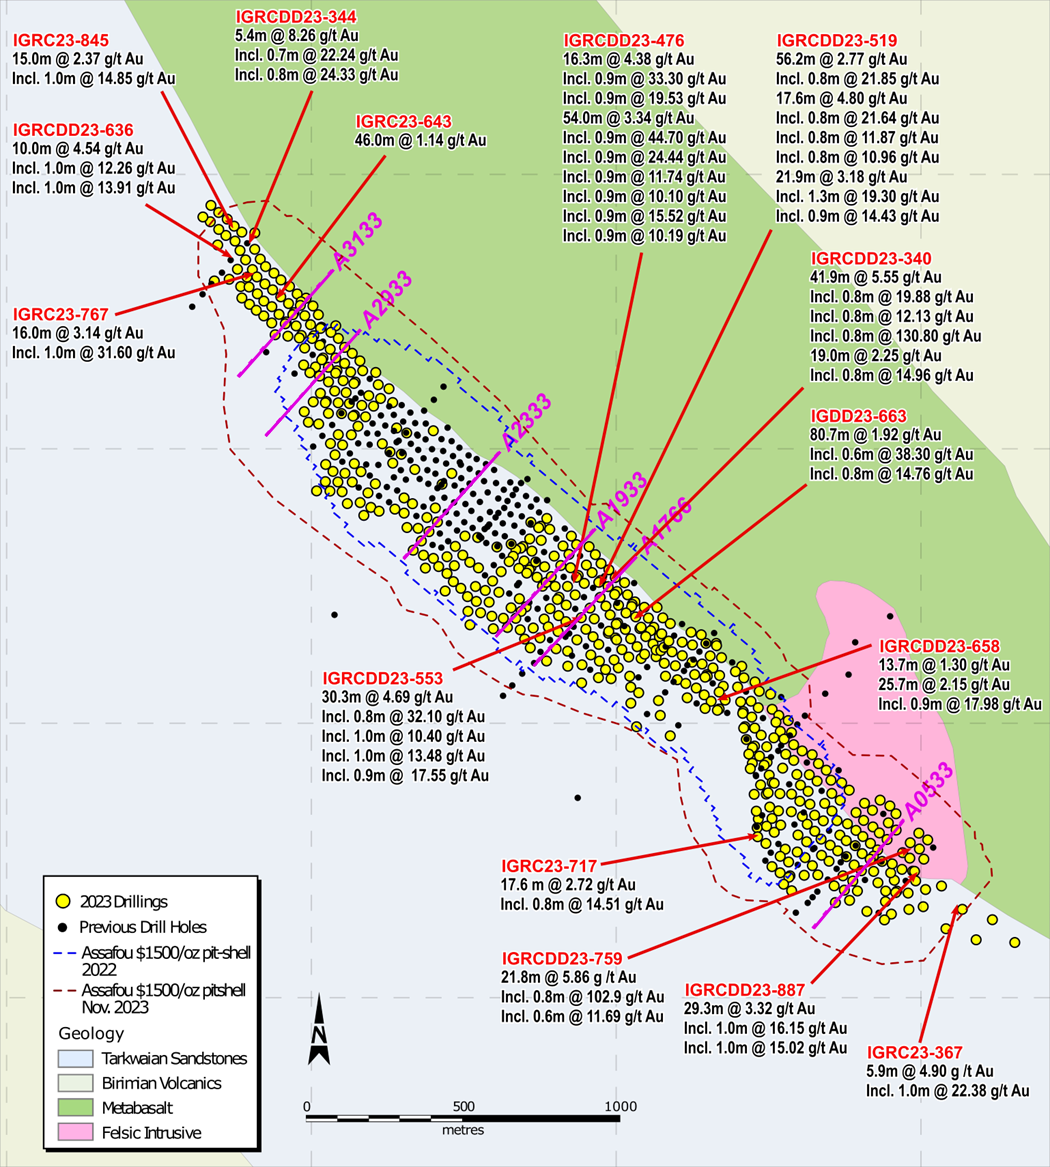 IGRCDD23-344
5.4m @ 8.26 g/t Au
Incl. 0.7m @ 22.24 g/t Au
Incl. 0.8m @ 24.33 g/t Au
IGRC23-845
15.0m @ 2.37 g/t Au
Incl. 1.0m @ 14.85 g/t Au
IGRCDD23-476
16.3m @ 4.38 g/t Au
Incl. 0.9m @ 33.30 g/t Au
Incl. 0.9m @ 19.53 g/t Au
54.0m @ 3.34 g/t Au
Incl. 0.9m @ 44.70 g/t Au
Incl. 0.9m @ 24.44 g/t Au
Incl. 0.9m @ 11.74 g/t Au
Incl. 0.9m @ 10.10 g/t Au
Incl. 0.9m @ 15.52 g/t Au
Incl. 0.9m @ 10.19 g/t Au
IGRCDD23-519
56.2m @ 2.77 g/t Au
Incl. 0.8m @ 21.85 g/t Au
17.6m @ 4.80 g/t Au
Incl. 0.8m @ 21.64 g/t Au
Incl. 0.8m @ 11.87 g/t Au
Incl. 0.8m @ 10.96 g/t Au
21.9m @ 3.18 g/t Au
Incl. 1.3m @ 19.30 g/t Au
Incl. 0.9m @ 14.43 g/t Au
IGRC23-643
46.0m @ 1.14 g/t Au
IGRCDD23-636
10.0m @ 4.54 g/t Au
Incl. 1.0m @ 12.26 g/t Au
Incl. 1.0m @ 13.91 g/t Au
A3133
A2933
IGRCDD23-340
41.9m @ 5.55 g/t Au
Incl. 0.8m @ 19.88 g/t Au
Incl. 0.8m @ 12.13 g/t Au
Incl. 0.8m @ 130.80 g/t Au
19.0m @ 2.25 g/t Au
Incl. 0.8m @ 14.96 g/t Au
IGRC23-767
16.0m @ 3.14 g/t Au
Incl. 1.0m @ 31.60 g/t Au
A2333
IGDD23-663
80.7m @ 1.92 g/t Au
Incl. 0.6m @ 38.30 g/t Au
Incl. 0.8m @ 14.76 g/t Au
A1933
A1766
IGRCDD23-658
13.7m @ 1.30 g/t Au
25.7m @ 2.15 g/t Au
Incl. 0.9m @ 17.98 g/t Au
IGRCDD23-553
30.3m @ 4.69 g/t Au
Incl. 0.8m @ 32.10 g/t Au
Incl. 1.0m @ 10.40 g/t Au
Incl. 1.0m @ 13.48 g/t Au
Incl. 0.9m @ 17.55 g/t Au
A0533
IGRC23-717
17.6 m @ 2.72 g/t Au
Incl. 0.8m @ 14.51 g/t Au
IGRCDD23-759
21.8m @ 5.86 g /t Au
Incl. 0.8m @ 102.9 g/t Au
Incl. 0.6m @ 11.69 g/t Au
IGRCDD23-887
29.3m @ 3.32 g/t Au
Incl. 1.0m @ 16.15 g/t Au
Incl. 1.0m @ 15.02 g/t Au
IGRC23-367
5.9m @ 4.90 g/t Au
Incl. 1.0m @ 22.38 g/t Au
2023 Drillings
Previous Drill Holes
Assafou $1500/oz pit-shell
2022
Assafou $1500/oz pitshell
Nov. 2023
Geology
Tarkwaian Sandstones
Birimian Volcanics
Metabasalt
Felsic Intrusive
N
0 500 1000
metres